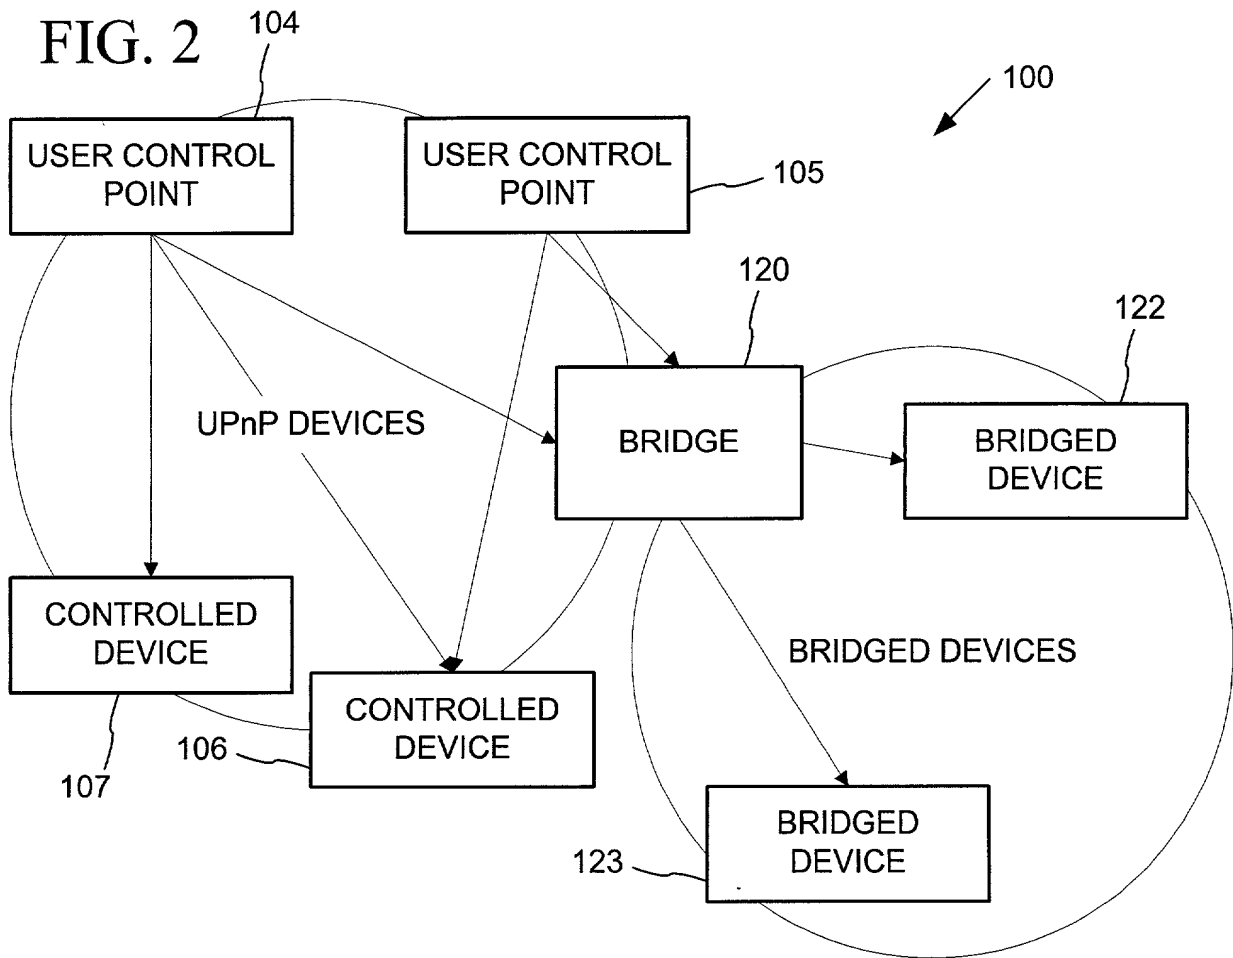 FIG. 2
104
100
USER CONTROL
POINT
USER CONTROL
POINT
105
120
122
UPnP DEVICES
BRIDGE
BRIDGED
DEVICE
CONTROLLED
DEVICE
BRIDGED DEVICES
CONTROLLED
DEVICE
106
107
BRIDGED
DEVICE
123